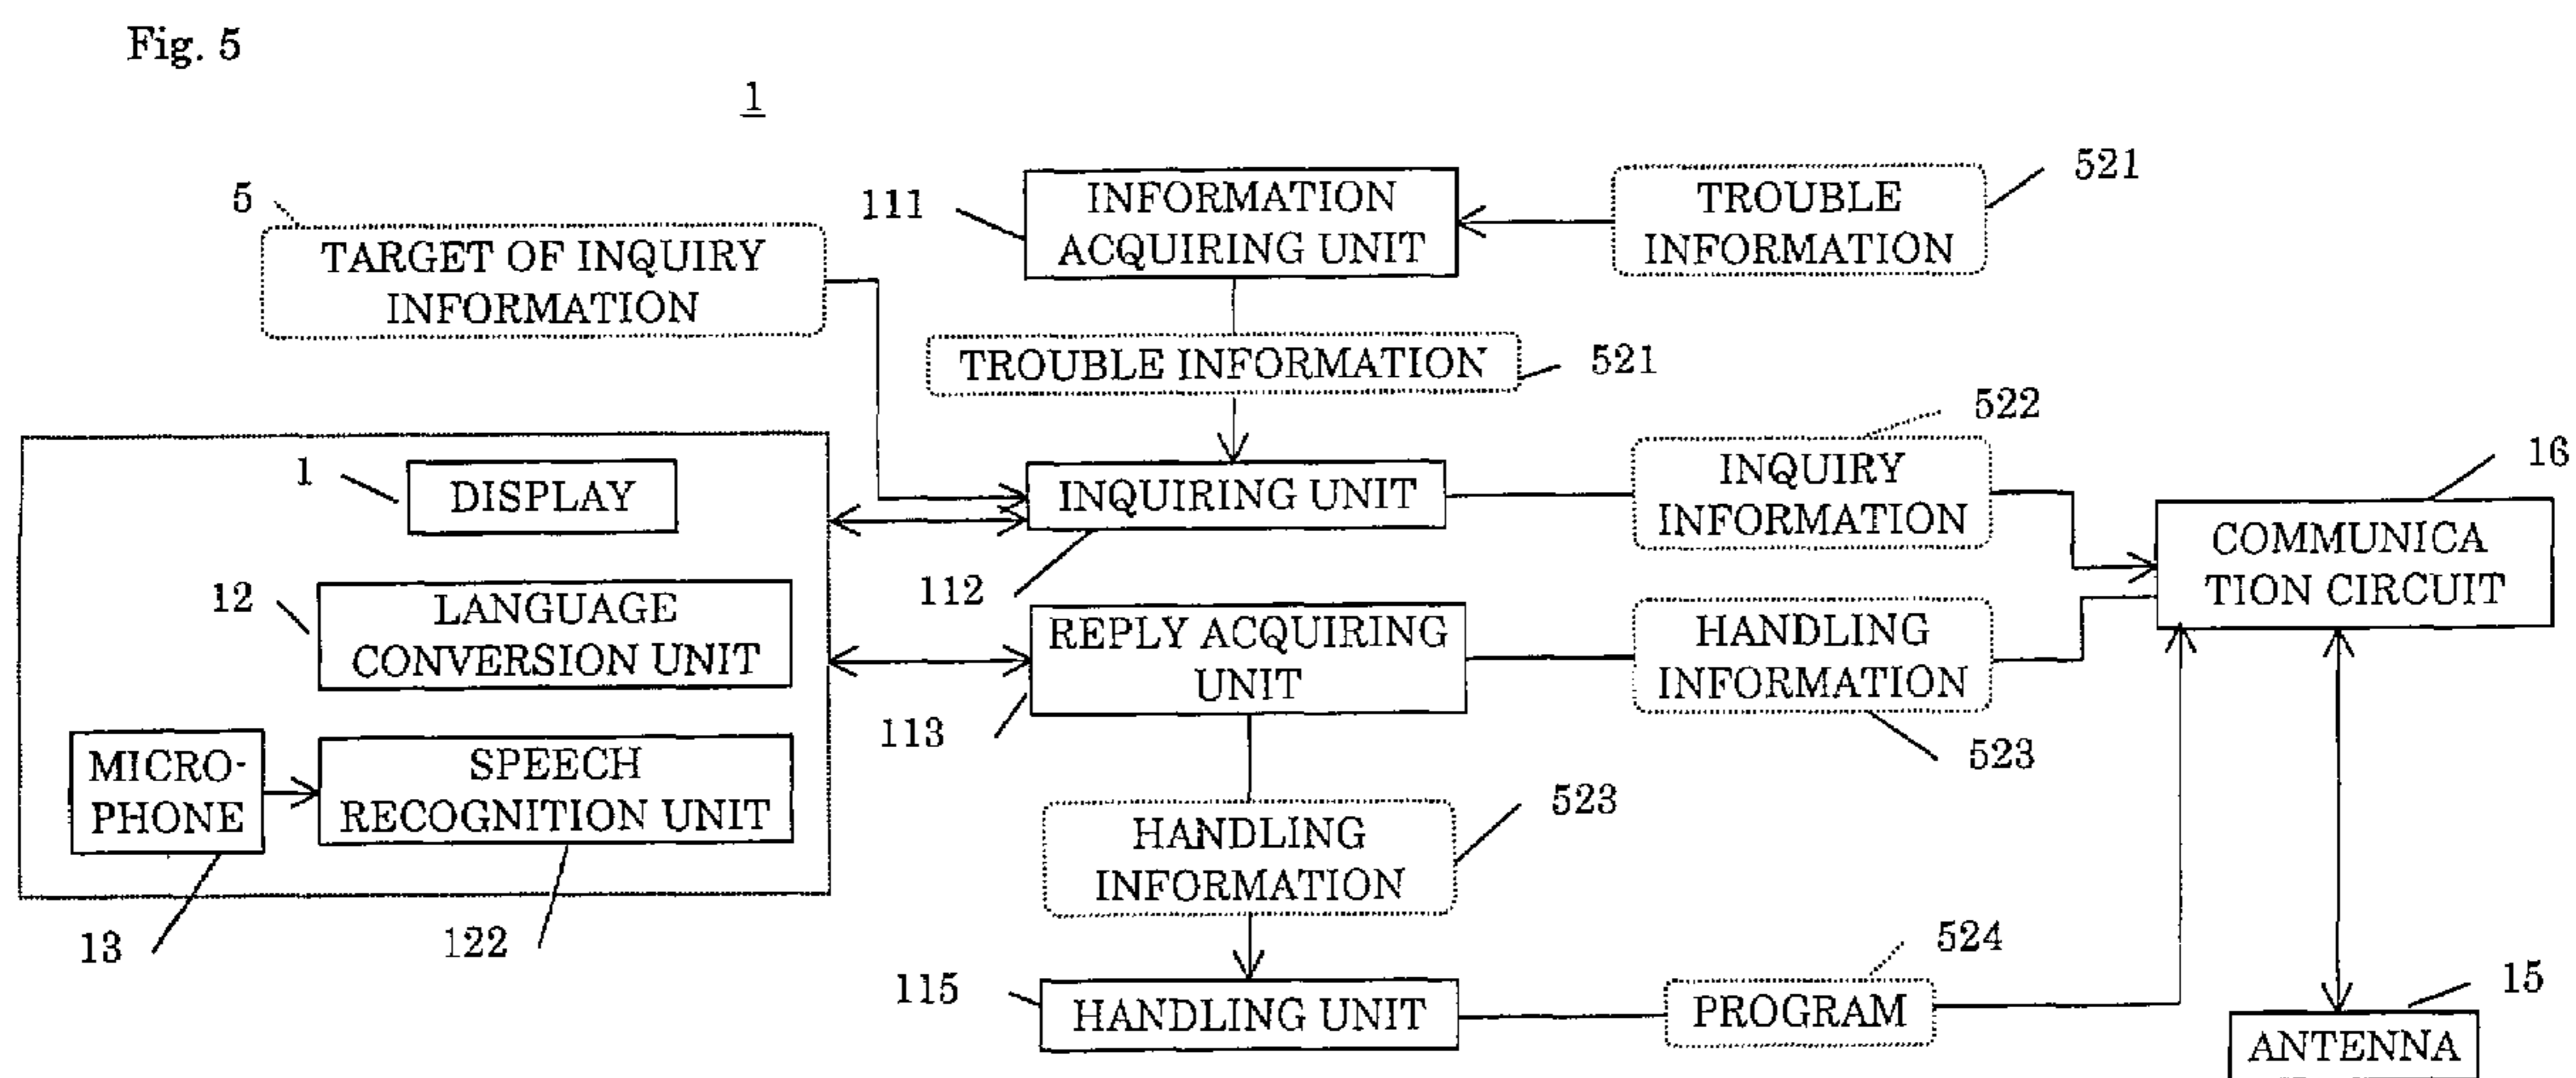 Fig. 5
1
5
TARGET OF INQUIRY
INFORMATION
111
INFORMATION
ACQUIRING UNIT
TROUBLE
INFORMATION
521
TROUBLE INFORMATION
521
1
DISPLAY
12
LANGUAGE
CONVERSION UNIT
MICRO-
PHONE
SPEECH
RECOGNITION UNIT
13
122
INQUIRING UNIT
112
INQUIRY
INFORMATION
522
16
COMMUNICA
TION CIRCUIT
REPLY ACQUIRING
UNIT
113
HANDLING
INFORMATION
523
HANDLING
INFORMATION
523
115
HANDLING UNIT
524
PROGRAM
15
ANTENNA